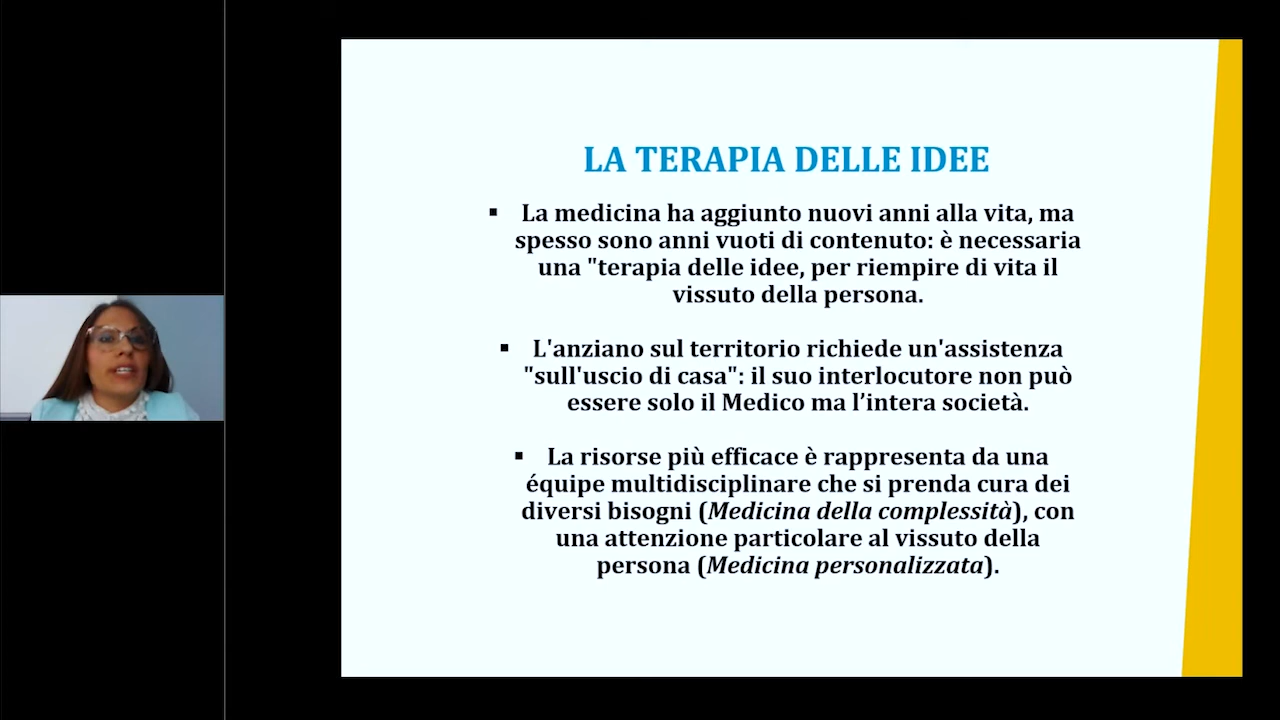 LA TERAPIA DELLE IDEE
▪ La medicina ha aggiunto nuovi anni alla vita, ma
spesso sono anni vuoti di contenuto: è necessaria
una "terapia delle idee, per riempire di vita il
vissuto della persona.
▪ L'anziano sul territorio richiede un'assistenza
"sull'uscio di casa": il suo interlocutore non può
essere solo il Medico ma l’intera società.
▪ La risorse più efficace è rappresenta da una
équipe multidisciplinare che si prenda cura dei
diversi bisogni (Medicina della complessità), con
una attenzione particolare al vissuto della
persona (Medicina personalizzata).